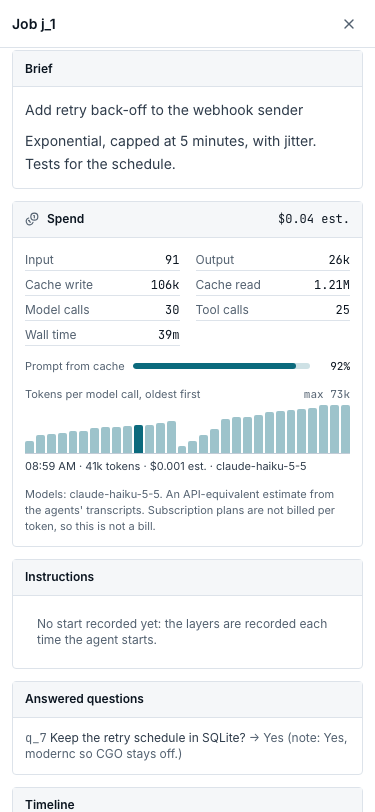 Job j_1
Brief
Add retry back-off to the webhook sender
Exponential, capped at 5 minutes, with jitter.
Tests for the schedule.
Spend $0.04 est.
Input 91 Output 26k
Cache write 106k Cache read 1.21M
Model calls 30 Tool calls 25
Wall time 39m
Prompt from cache 92%
Tokens per model call, oldest first max 73k
08:59 AM · 41k tokens · $0.001 est. · claude-haiku-5-5
Models: claude-haiku-5-5. An API-equivalent estimate from
the agents' transcripts. Subscription plans are not billed per
token, so this is not a bill.
Instructions
No start recorded yet: the layers are recorded each
time the agent starts.
Answered questions
q_7 Keep the retry schedule in SQLite? → Yes (note: Yes,
modernc so CGO stays off.)
Timeline